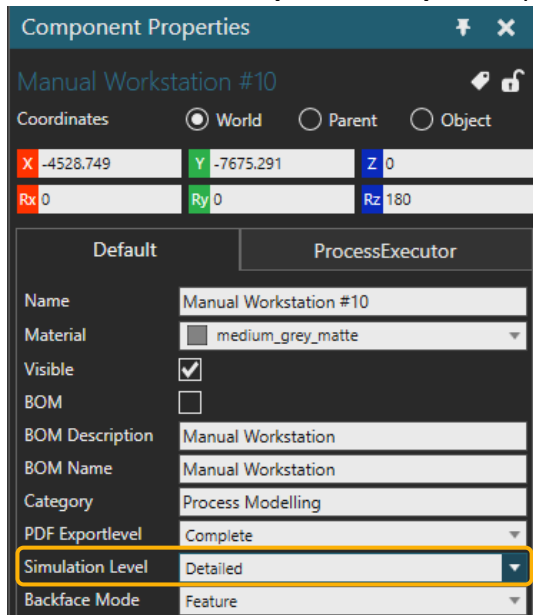 Component Properties
Manual Workstation #10
Coordinates World Parent Object
X -4528.749 Y -7675.291 Z 0
Rx 0 Ry 0 Rz 180
Default ProcessExecutor
Name Manual Workstation #10
Material medium_grey_matte
Visible
BOM
BOM Description Manual Workstation
BOM Name Manual Workstation
Category Process Modelling
PDF Exportlevel Complete
Simulation Level Detailed
Backface Mode Feature